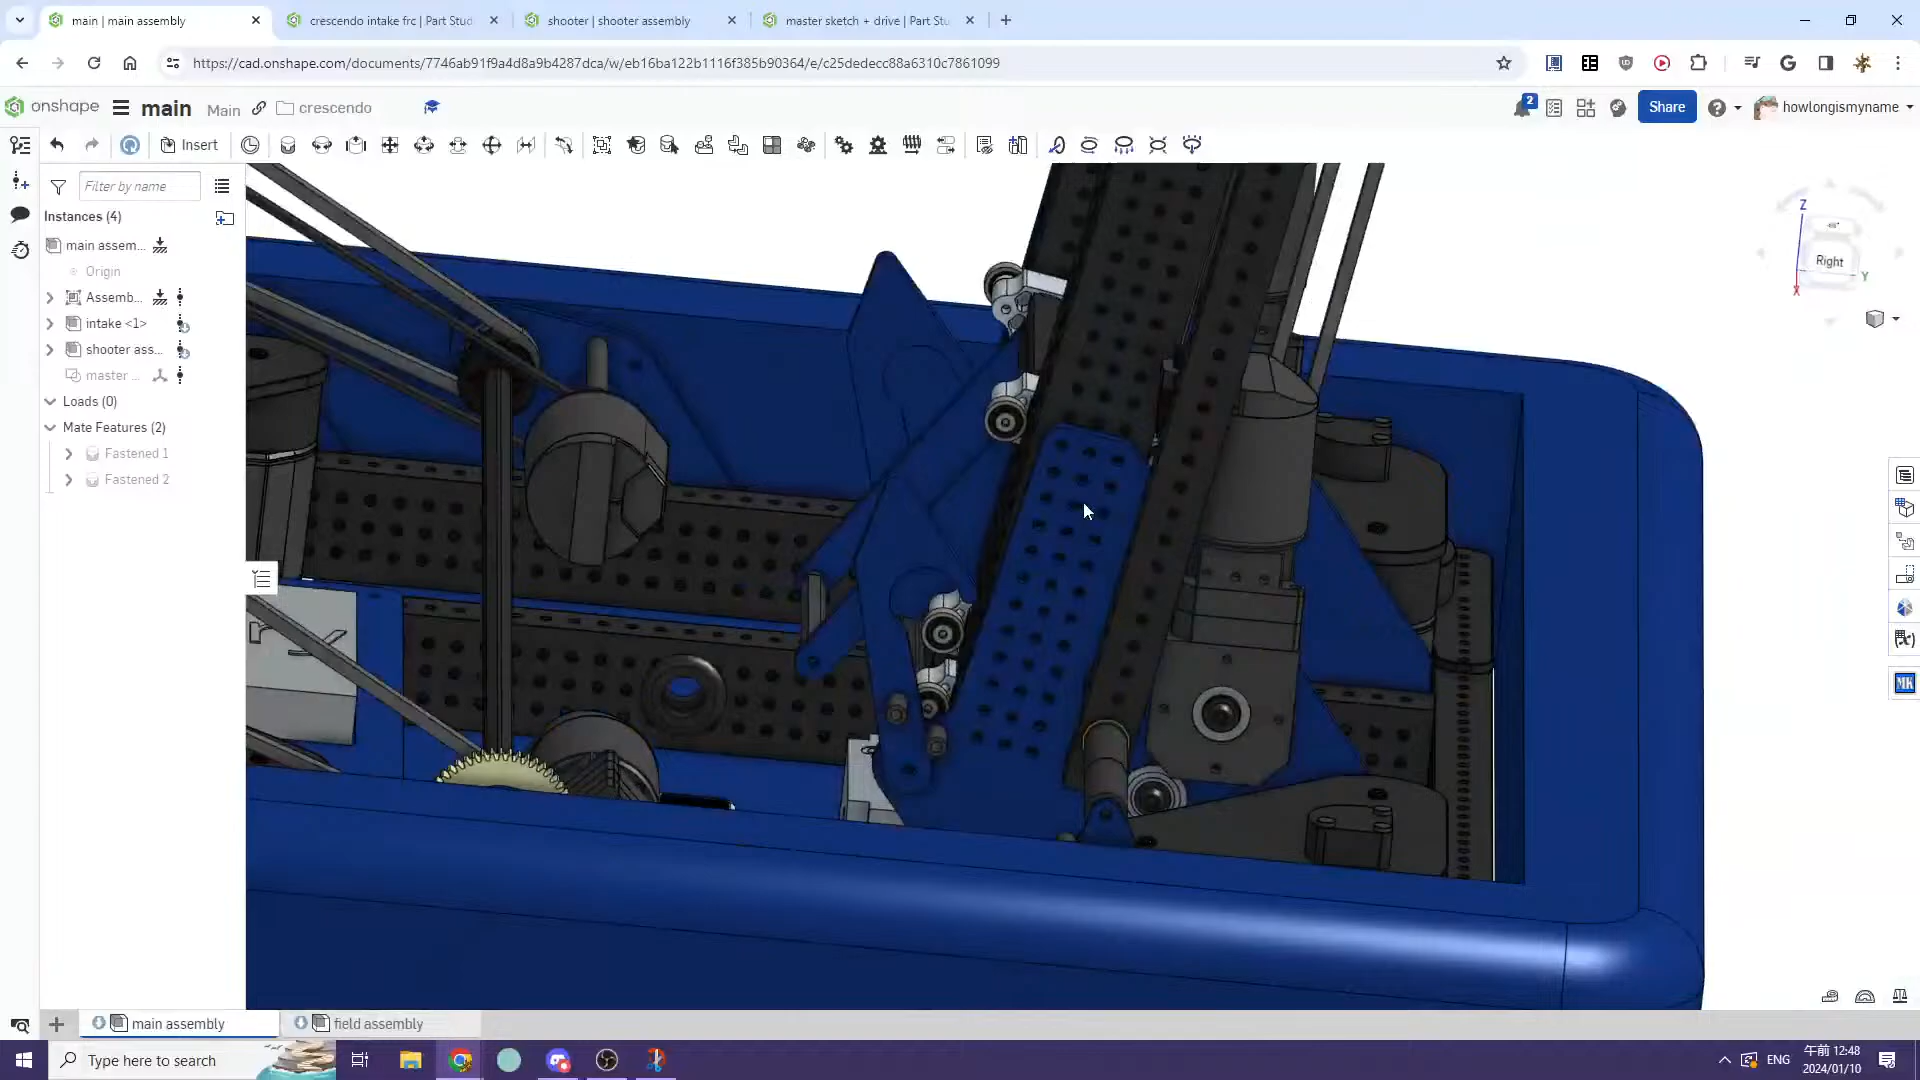 main | main assembly
crescendo intake frc | Part Stud
shooter | shooter assembly
master sketch + drive | Part Stu
https://cad.onshape.com/documents/7746ab91f9a4d8a9b4287dca/w/eb16ba122b1116f385b90364/e/c25dedecc88a6310c7861099
onshape
main
Main
crescendo
2
Share
howlongismyname
Insert
Filter by name
Instances (4)
main assem...
Origin
Assemb...
intake <1>
shooter ass...
master ...
Loads (0)
Mate Features (2)
Fastened 1
Fastened 2
Z
Right
Y
X
MK
main assembly
field assembly
Type here to search
ENG
午前 12:48
2024/01/10